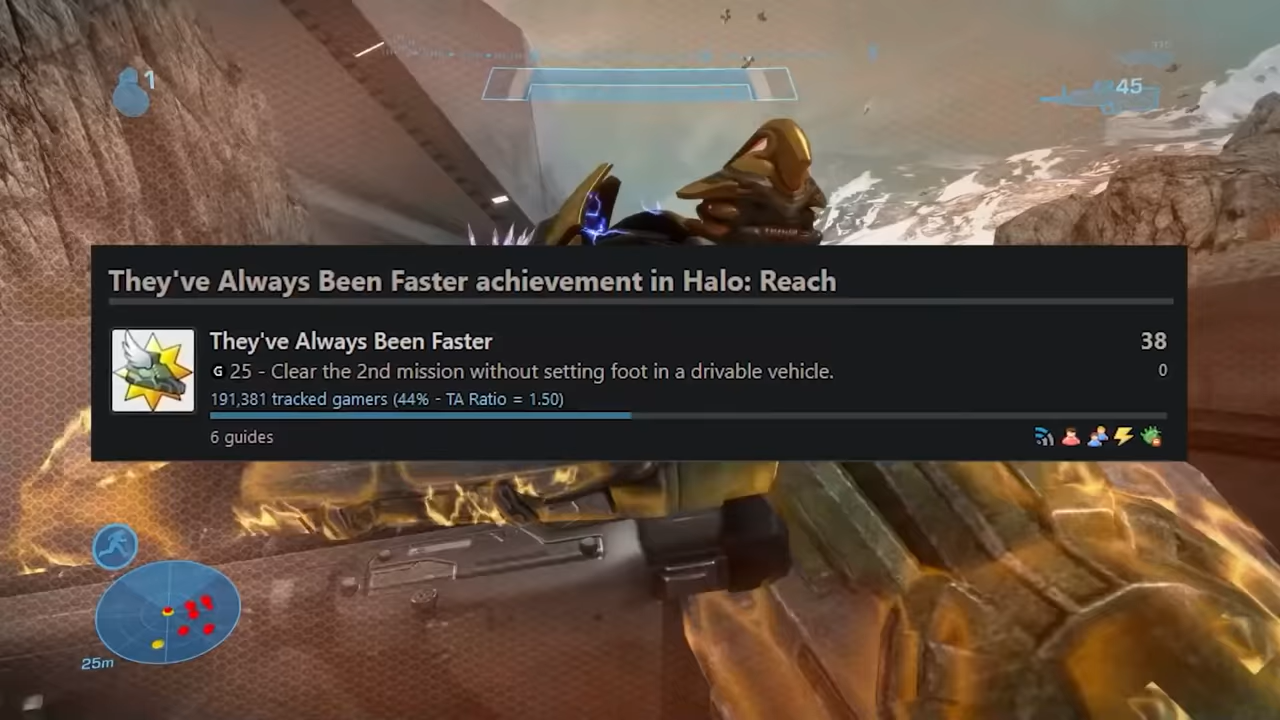 1
45
They've Always Been Faster achievement in Halo: Reach
They've Always Been Faster
38
G 25 - Clear the 2nd mission without setting foot in a drivable vehicle.
0
191,381 tracked gamers (44% - TA Ratio = 1.50)
6 guides
25m